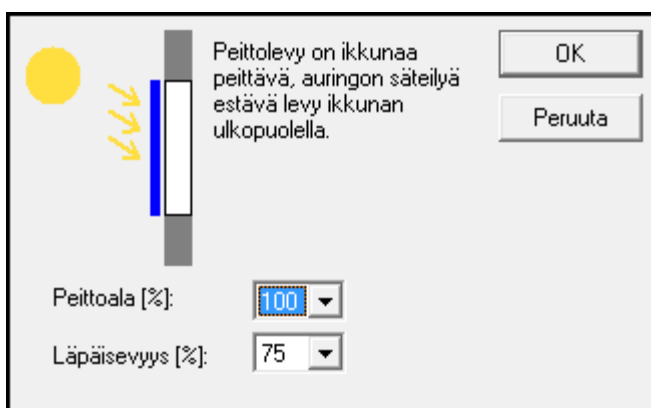 Peittolevy on ikkunaa
peittävä, auringon säteilyä
estävä levy ikkunan
ulkopuolella.
OK
Peruuta
Peittoala [%]: 100
Läpäisevyys [%]: 75